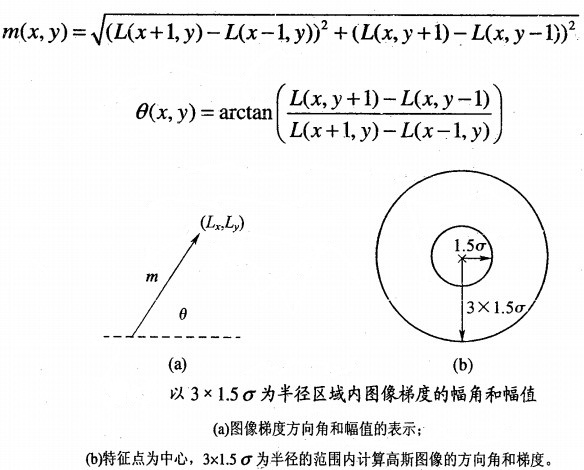 m(x, y) = √(L(x+1, y) − L(x−1, y))² + (L(x, y+1) − L(x, y−1))²
θ(x, y) = arctan( (L(x, y+1) − L(x, y−1)) / (L(x+1, y) − L(x−1, y)) )
(Lx,Ly)
m
θ
1.5σ
3×1.5σ
(a)
(b)
以 3×1.5σ 为半径区域内图像梯度的幅角和幅值
(a)图像梯度方向角和幅值的表示;
(b)特征点为中心，3x1.5 σ 为半径的范围内计算高斯图像的方向角和梯度。